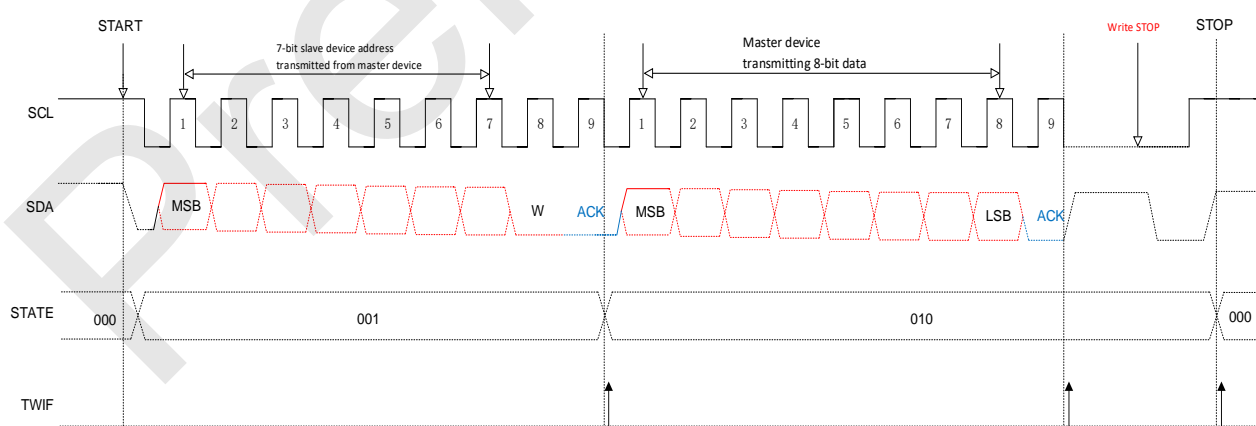 START
7-bit slave device address
transmitted from master device
Master device
transmitting 8-bit data
Write STOP
STOP
SCL
1 2 3 4 5 6 7 8 9 1 2 3 4 5 6 7 8 9
SDA
MSB W ACK MSB LSB ACK
STATE
000 001 010 000
TWIF